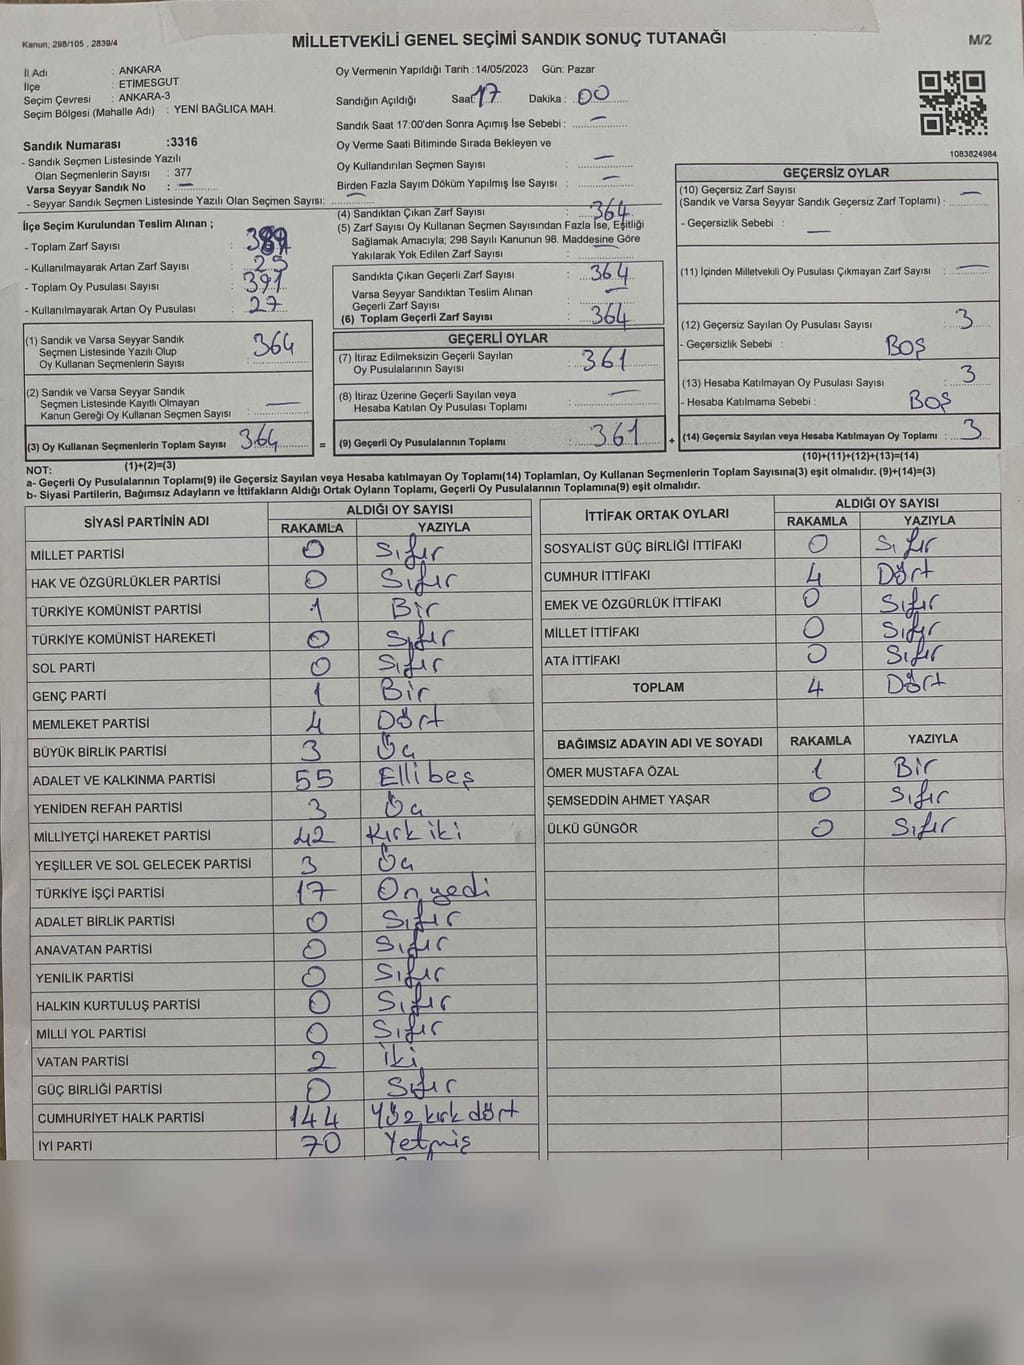 Kanun: 298/105 , 2839/4
MİLLETVEKİLİ GENEL SEÇİMİ SANDIK SONUÇ TUTANAĞI
M/2
İl Adı : ANKARA
İlçe : ETİMESGUT
Seçim Çevresi : ANKARA-3
Seçim Bölgesi (Mahalle Adı) : YENİ BAĞLICA MAH.
Sandık Numarası :3316
- Sandık Seçmen Listesinde Yazılı
Olan Seçmenlerin Sayısı : 377
Varsa Seyyar Sandık No : —
- Seyyar Sandık Seçmen Listesinde Yazılı Olan Seçmen Sayısı: —
Oy Vermenin Yapıldığı Tarih :14/05/2023 Gün: Pazar
Sandığın Açıldığı Saat 17 Dakika : 00
Sandık Saat 17:00'den Sonra Açımış İse Sebebi : —
Oy Verme Saati Bitiminde Sırada Bekleyen ve
Oy Kullandırılan Seçmen Sayısı : —
Birden Fazla Sayım Döküm Yapılmış İse Sayısı : —
1083824984
İlçe Seçim Kurulundan Teslim Alınan ;
- Toplam Zarf Sayısı :
- Kullanılmayarak Artan Zarf Sayısı : 25
- Toplam Oy Pusulası Sayısı : 391
- Kullanılmayarak Artan Oy Pusulası : 27
(1) Sandık ve Varsa Seyyar Sandık
Seçmen Listesinde Yazılı Olup
Oy Kullanan Seçmenlerin Sayısı : 364
(2) Sandık ve Varsa Seyyar Sandık
Seçmen Listesinde Kayıtlı Olmayan
Kanun Gereği Oy Kullanan Seçmen Sayısı : —
(3) Oy Kullanan Seçmenlerin Toplam Sayısı : 364
(1)+(2)=(3)
(4) Sandıktan Çıkan Zarf Sayısı : 364
(5) Zarf Sayısı Oy Kullanan Seçmen Sayısından Fazla İse, Eşitliği
Sağlamak Amacıyla; 298 Sayılı Kanunun 98. Maddesine Göre
Yakılarak Yok Edilen Zarf Sayısı : —
Sandıkta Çıkan Geçerli Zarf Sayısı : 364
Varsa Seyyar Sandıktan Teslim Alınan
Geçerli Zarf Sayısı : —
(6) Toplam Geçerli Zarf Sayısı : 364
GEÇERLİ OYLAR
(7) İtiraz Edilmeksizin Geçerli Sayılan
Oy Pusulalarının Sayısı : 361
(8) İtiraz Üzerine Geçerli Sayılan veya
Hesaba Katılan Oy Pusulası Toplamı : —
= (9) Geçerli Oy Pusulalarının Toplamı : 361 +
GEÇERSİZ OYLAR
(10) Geçersiz Zarf Sayısı
(Sandık ve Varsa Seyyar Sandık Geçersiz Zarf Toplamı) : —
- Geçersizlik Sebebi : —
(11) İçinden Milletvekili Oy Pusulası Çıkmayan Zarf Sayısı : —
(12) Geçersiz Sayılan Oy Pusulası Sayısı : 3
- Geçersizlik Sebebi : BOŞ
(13) Hesaba Katılmayan Oy Pusulası Sayısı : 3
- Hesaba Katılmama Sebebi : BOŞ
(14) Geçersiz Sayılan veya Hesaba Katılmayan Oy Toplamı : 3
(10)+(11)+(12)+(13)=(14)
NOT:
a- Geçerli Oy Pusulalarının Toplamı(9) ile Geçersiz Sayılan veya Hesaba katılmayan Oy Toplamı(14) Toplamları, Oy Kullanan Seçmenlerin Toplam Sayısına(3) eşit olmalıdır. (9)+(14)=(3)
b- Siyasi Partilerin, Bağımsız Adayların ve İttifakların Aldığı Ortak Oyların Toplamı, Geçerli Oy Pusulalarının Toplamına(9) eşit olmalıdır.
SİYASİ PARTİNİN ADI ALDIĞI OY SAYISI
RAKAMLA YAZIYLA
MİLLET PARTİSİ 0 Sıfır
HAK VE ÖZGÜRLÜKLER PARTİSİ 0 Sıfır
TÜRKİYE KOMÜNİST PARTİSİ 1 Bir
TÜRKİYE KOMÜNİST HAREKETİ 0 Sıfır
SOL PARTİ 0 Sıfır
GENÇ PARTİ 1 Bir
MEMLEKET PARTİSİ 4 Dört
BÜYÜK BİRLİK PARTİSİ 3 Üç
ADALET VE KALKINMA PARTİSİ 55 Ellibeş
YENİDEN REFAH PARTİSİ 3 Üç
MİLLİYETÇİ HAREKET PARTİSİ 42 Kırk iki
YEŞİLLER VE SOL GELECEK PARTİSİ 3 Üç
TÜRKİYE İŞÇİ PARTİSİ 17 On yedi
ADALET BİRLİK PARTİSİ 0 Sıfır
ANAVATAN PARTİSİ 0 Sıfır
YENİLİK PARTİSİ 0 Sıfır
HALKIN KURTULUŞ PARTİSİ 0 Sıfır
MİLLİ YOL PARTİSİ 0 Sıfır
VATAN PARTİSİ 2 İki
GÜÇ BİRLİĞİ PARTİSİ 0 Sıfır
CUMHURİYET HALK PARTİSİ 144 Yüz kırk dört
İYİ PARTİ 70 Yetmiş
İTTİFAK ORTAK OYLARI ALDIĞI OY SAYISI
RAKAMLA YAZIYLA
SOSYALİST GÜÇ BİRLİĞİ İTTİFAKI 0 Sıfır
CUMHUR İTTİFAKI 4 Dört
EMEK VE ÖZGÜRLÜK İTTİFAKI 0 Sıfır
MİLLET İTTİFAKI 0 Sıfır
ATA İTTİFAKI 0 Sıfır
TOPLAM 4 Dört
BAĞIMSIZ ADAYIN ADI VE SOYADI RAKAMLA YAZIYLA
ÖMER MUSTAFA ÖZAL 1 Bir
ŞEMSEDDİN AHMET YAŞAR 0 Sıfır
ÜLKÜ GÜNGÖR 0 Sıfır